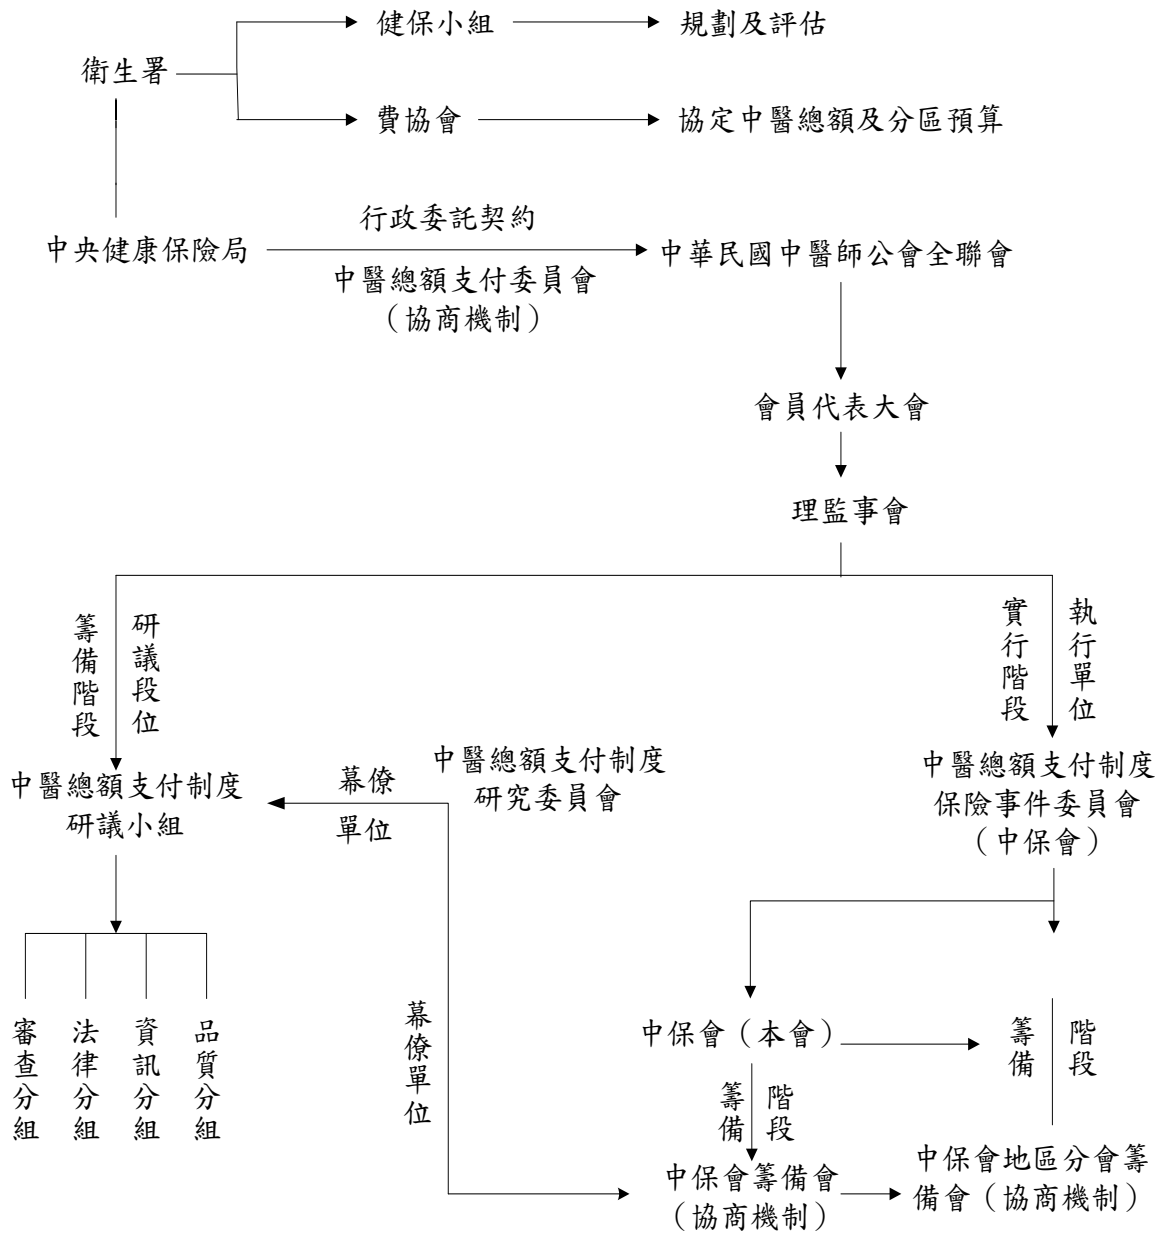 健保小組
規劃及評估
衛生署
費協會
協定中醫總額及分區預算
行政委託契約
中央健康保險局
中華民國中醫師公會全聯會
中醫總額支付委員會
（協商機制）
會員代表大會
理監事會
籌備階段
研議段位
實行階段
執行單位
中醫總額支付制度
研議小組
幕僚
單位
中醫總額支付制度
研究委員會
中醫總額支付制度
保險事件委員會
（中保會）
審查分組
法律分組
資訊分組
品質分組
幕僚單位
中保會（本會）
籌備
階段
籌備
階段
中保會籌備會
（協商機制）
中保會地區分會籌
備會（協商機制）